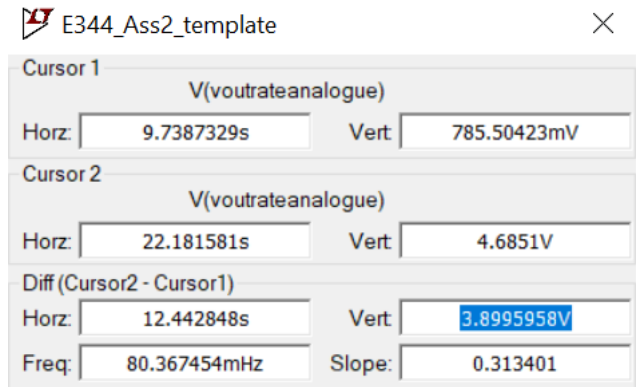 E344_Ass2_template
Cursor 1
V(voutrateanalogue)
Horz: 9.7387329s Vert: 785.50423mV
Cursor 2
V(voutrateanalogue)
Horz: 22.181581s Vert: 4.6851V
Diff (Cursor2 - Cursor1)
Horz: 12.442848s Vert: 3.8995958V
Freq: 80.367454mHz Slope: 0.313401